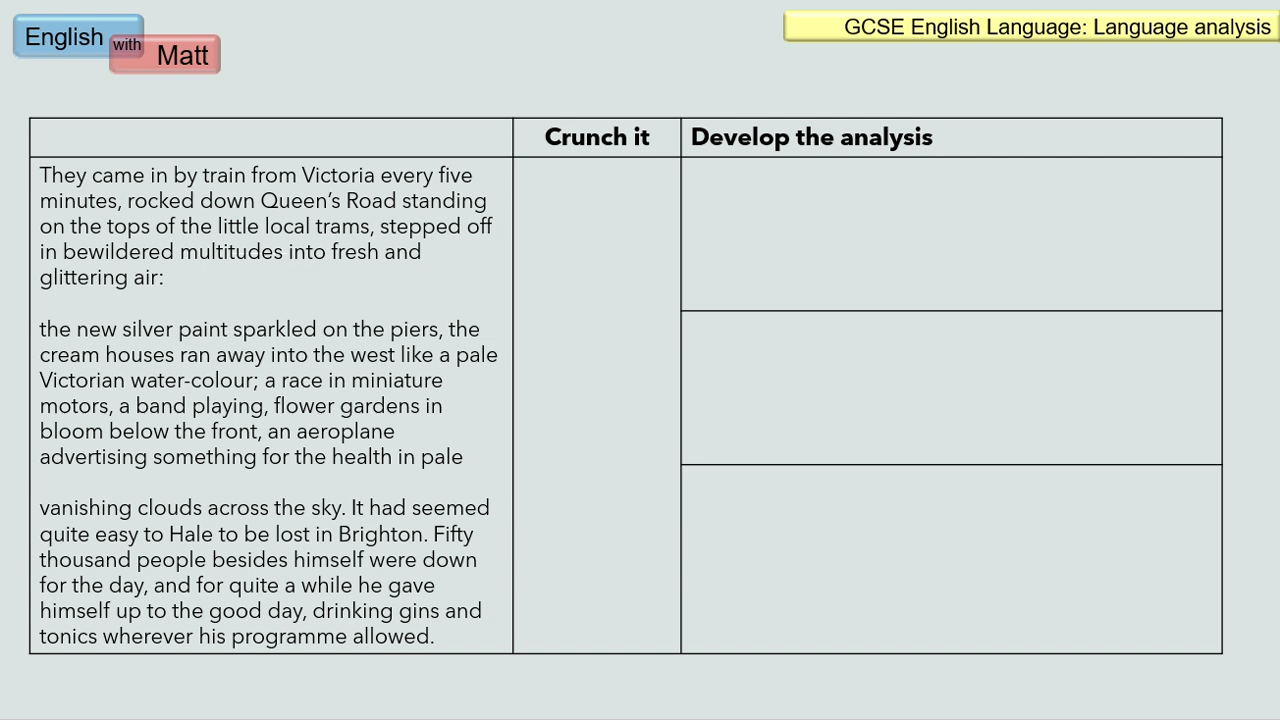 English
with
Matt
GCSE English Language: Language analysis
Crunch it
Develop the analysis
They came in by train from Victoria every five
minutes, rocked down Queen’s Road standing
on the tops of the little local trams, stepped off
in bewildered multitudes into fresh and
glittering air:
the new silver paint sparkled on the piers, the
cream houses ran away into the west like a pale
Victorian water-colour; a race in miniature
motors, a band playing, flower gardens in
bloom below the front, an aeroplane
advertising something for the health in pale
vanishing clouds across the sky. It had seemed
quite easy to Hale to be lost in Brighton. Fifty
thousand people besides himself were down
for the day, and for quite a while he gave
himself up to the good day, drinking gins and
tonics wherever his programme allowed.